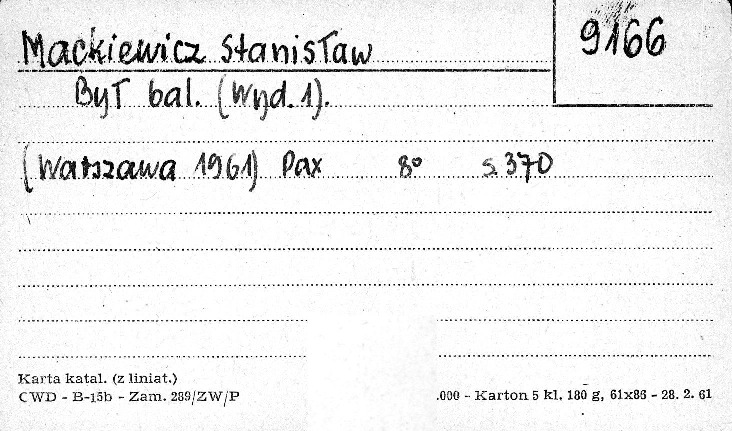 Mackiewicz Stanisław
9166
Był bal. (Wyd. 1).
(Warszawa 1961) Pax 8° s. 370
Karta katal. (z liniat.)
CWD - B-15b - Zam. 289/ZW/P
.000 - Karton 5 kl. 180 g, 61x86 - 28. 2. 61